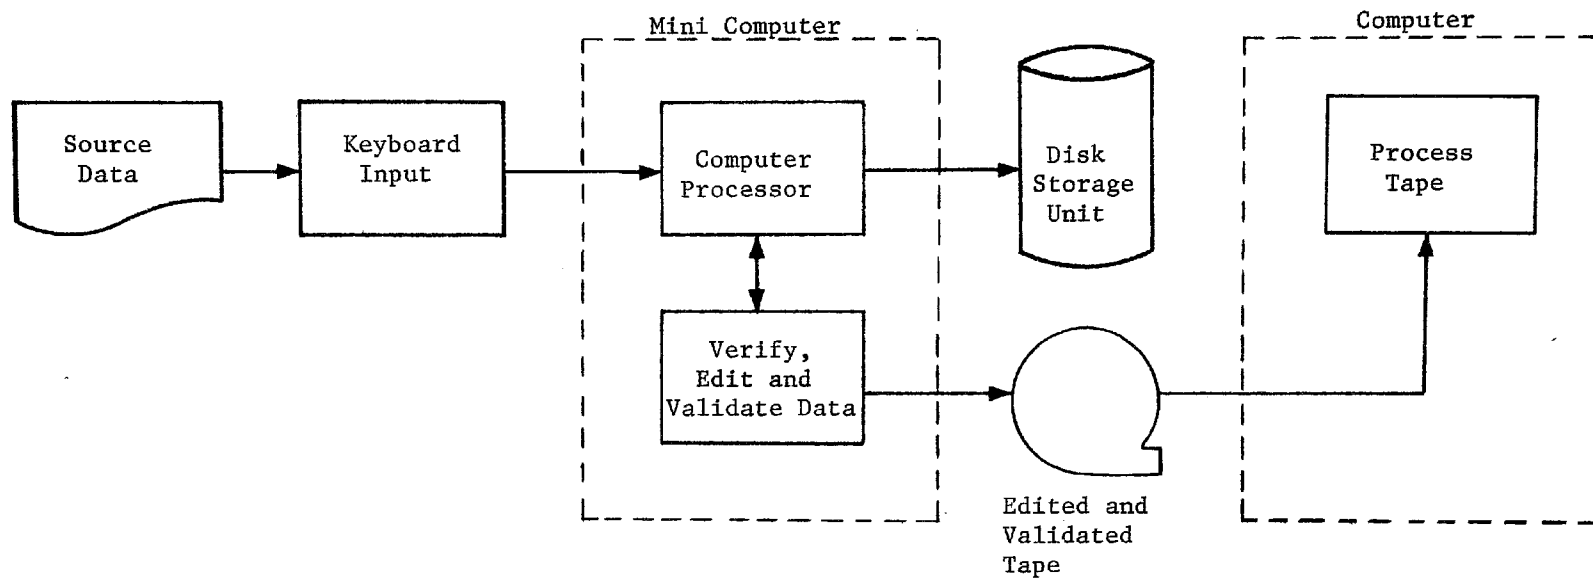 Mini Computer
Computer
Source
Data
Keyboard
Input
Computer
Processor
Disk
Storage
Unit
Process
Tape
Verify,
Edit and
Validate Data
Edited and
Validated
Tape